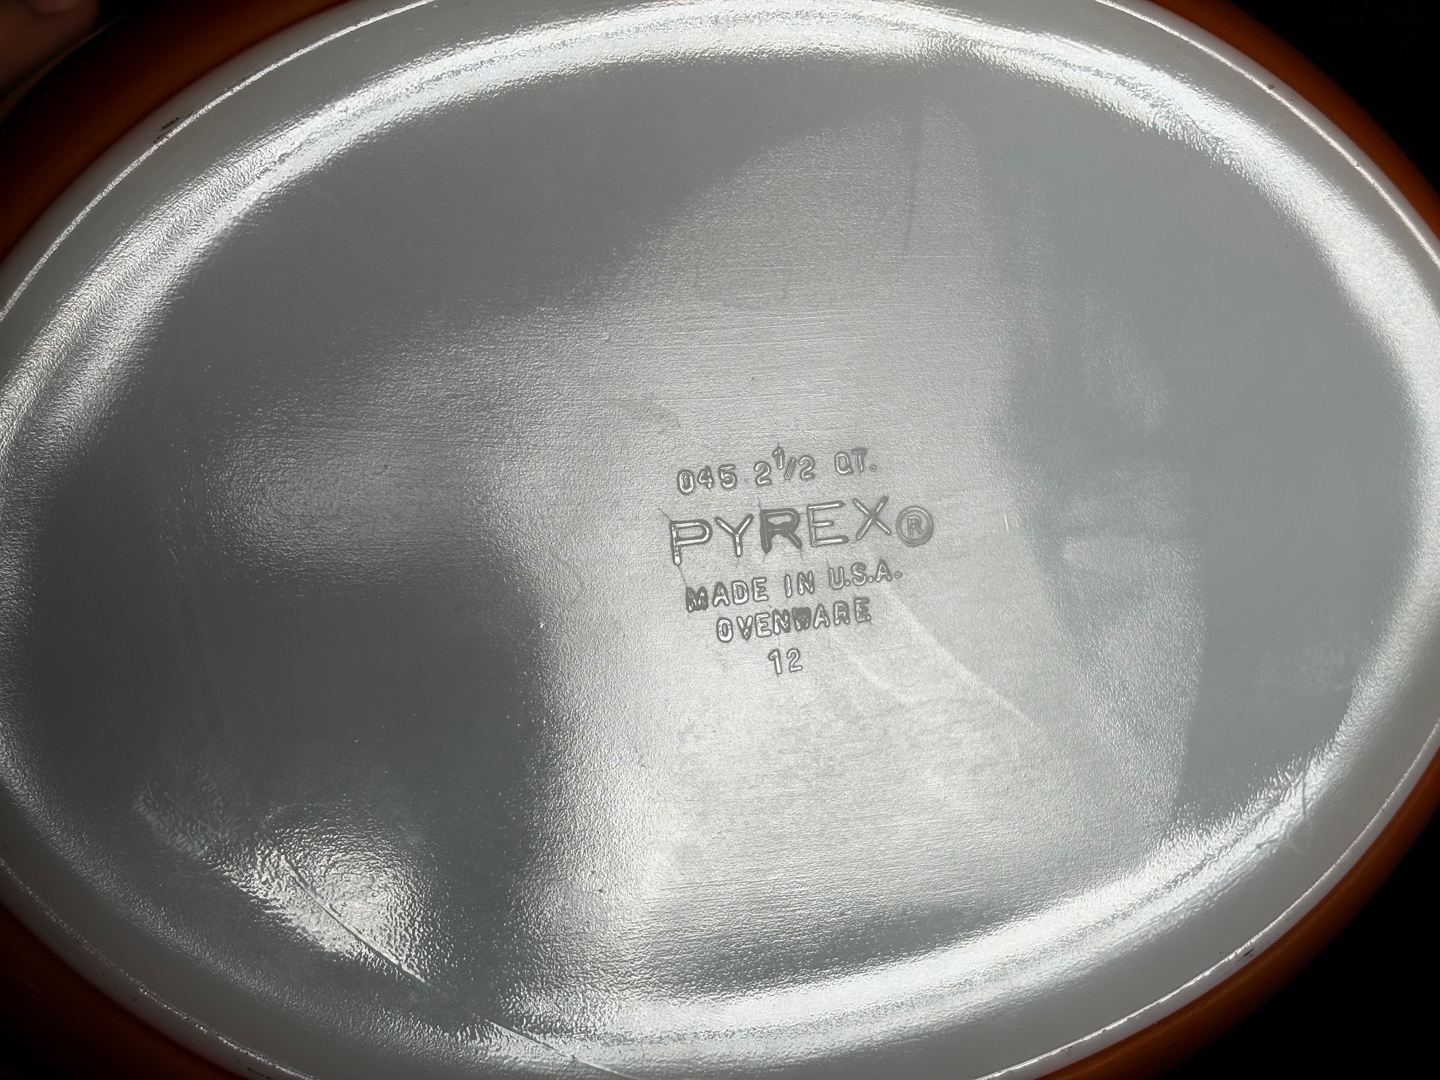 045 2 1/2 QT.
PYREX®
MADE IN U.S.A.
OVENWARE
12